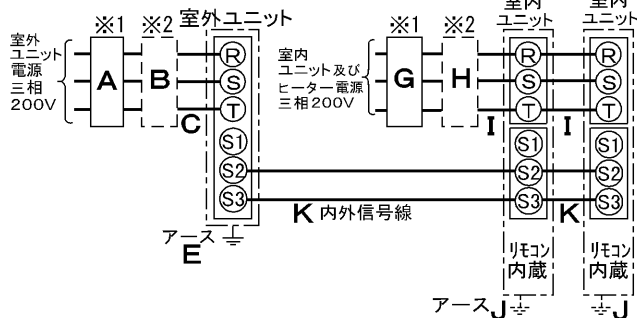 ※1 ※2 室外ユニット
室外
ユニット
電源
三相
200V
A
B
C
R
S
T
S1
S2
S3
アース
E
※1 ※2
室内
ユニット及び
ヒーター電源
三相200V
G
H
I
I
ユニット
R
S
T
S1
S2
S3
リモコン
内蔵
ユニット
R
S
T
S1
S2
S3
リモコン
内蔵
K 内外信号線
K
アース J
J